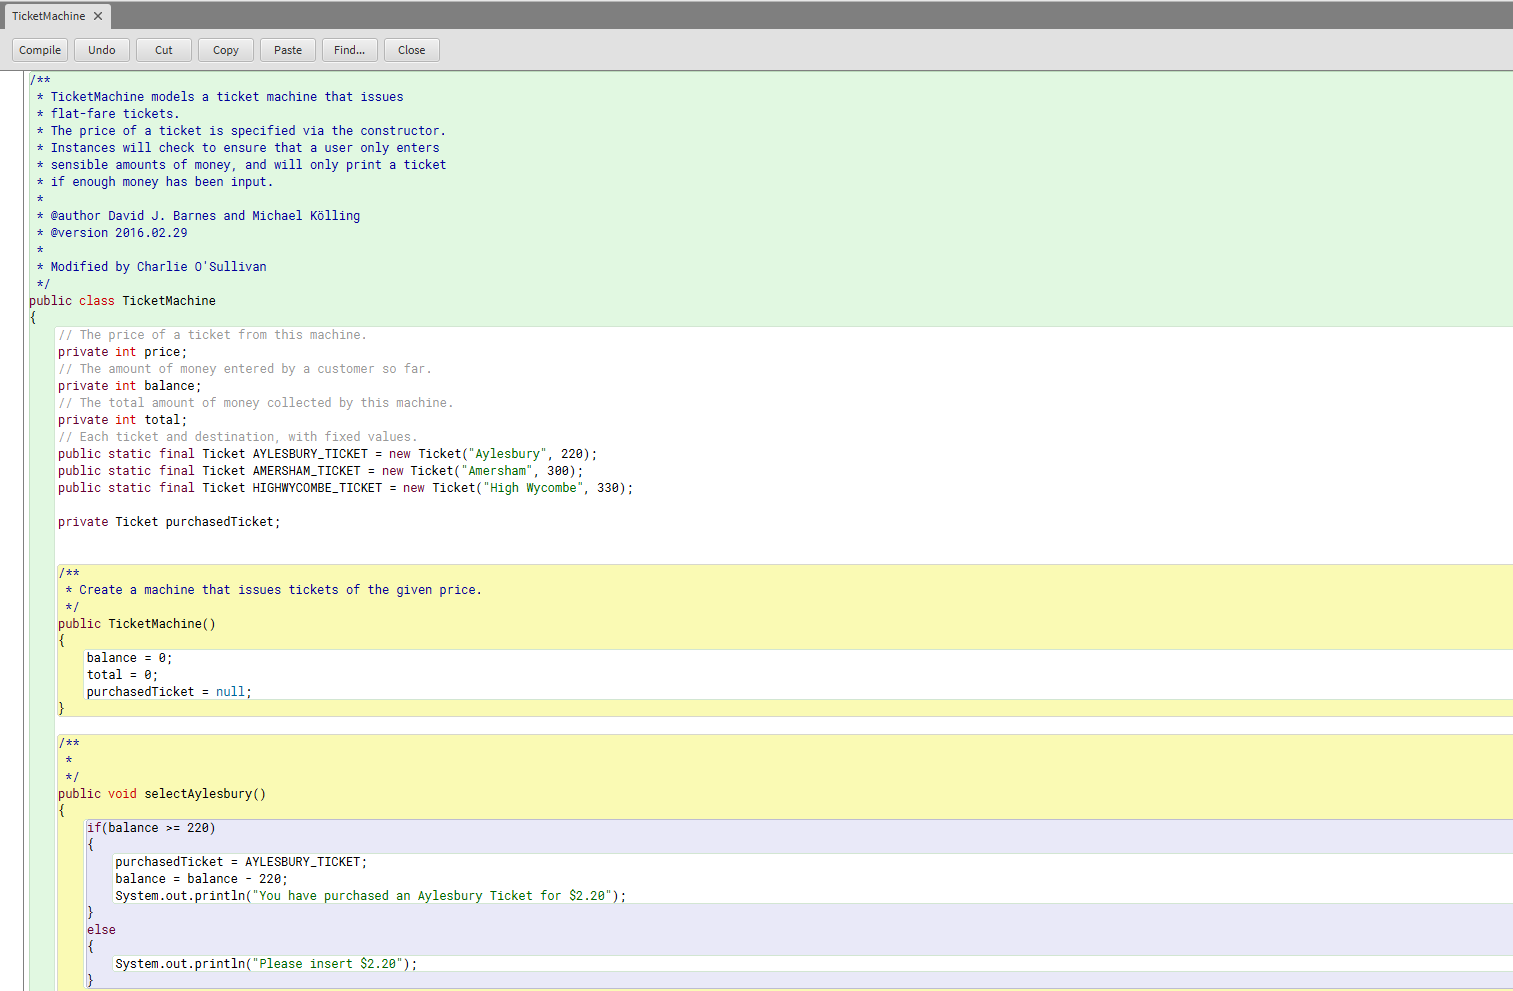 TicketMachine ✕
Compile Undo Cut Copy Paste Find... Close
/**
 * TicketMachine models a ticket machine that issues
 * flat-fare tickets.
 * The price of a ticket is specified via the constructor.
 * Instances will check to ensure that a user only enters
 * sensible amounts of money, and will only print a ticket
 * if enough money has been input.
 *
 * @author David J. Barnes and Michael Kölling
 * @version 2016.02.29
 *
 * Modified by Charlie O'Sullivan
 */
public class TicketMachine
{
    // The price of a ticket from this machine.
    private int price;
    // The amount of money entered by a customer so far.
    private int balance;
    // The total amount of money collected by this machine.
    private int total;
    // Each ticket and destination, with fixed values.
    public static final Ticket AYLESBURY_TICKET = new Ticket("Aylesbury", 220);
    public static final Ticket AMERSHAM_TICKET = new Ticket("Amersham", 300);
    public static final Ticket HIGHWYCOMBE_TICKET = new Ticket("High Wycombe", 330);

    private Ticket purchasedTicket;

    /**
     * Create a machine that issues tickets of the given price.
     */
    public TicketMachine()
    {
        balance = 0;
        total = 0;
        purchasedTicket = null;
    }

    /**
     *
     */
    public void selectAylesbury()
    {
        if(balance >= 220)
        {
            purchasedTicket = AYLESBURY_TICKET;
            balance = balance - 220;
            System.out.println("You have purchased an Aylesbury Ticket for $2.20");
        }
        else
        {
            System.out.println("Please insert $2.20");
        }